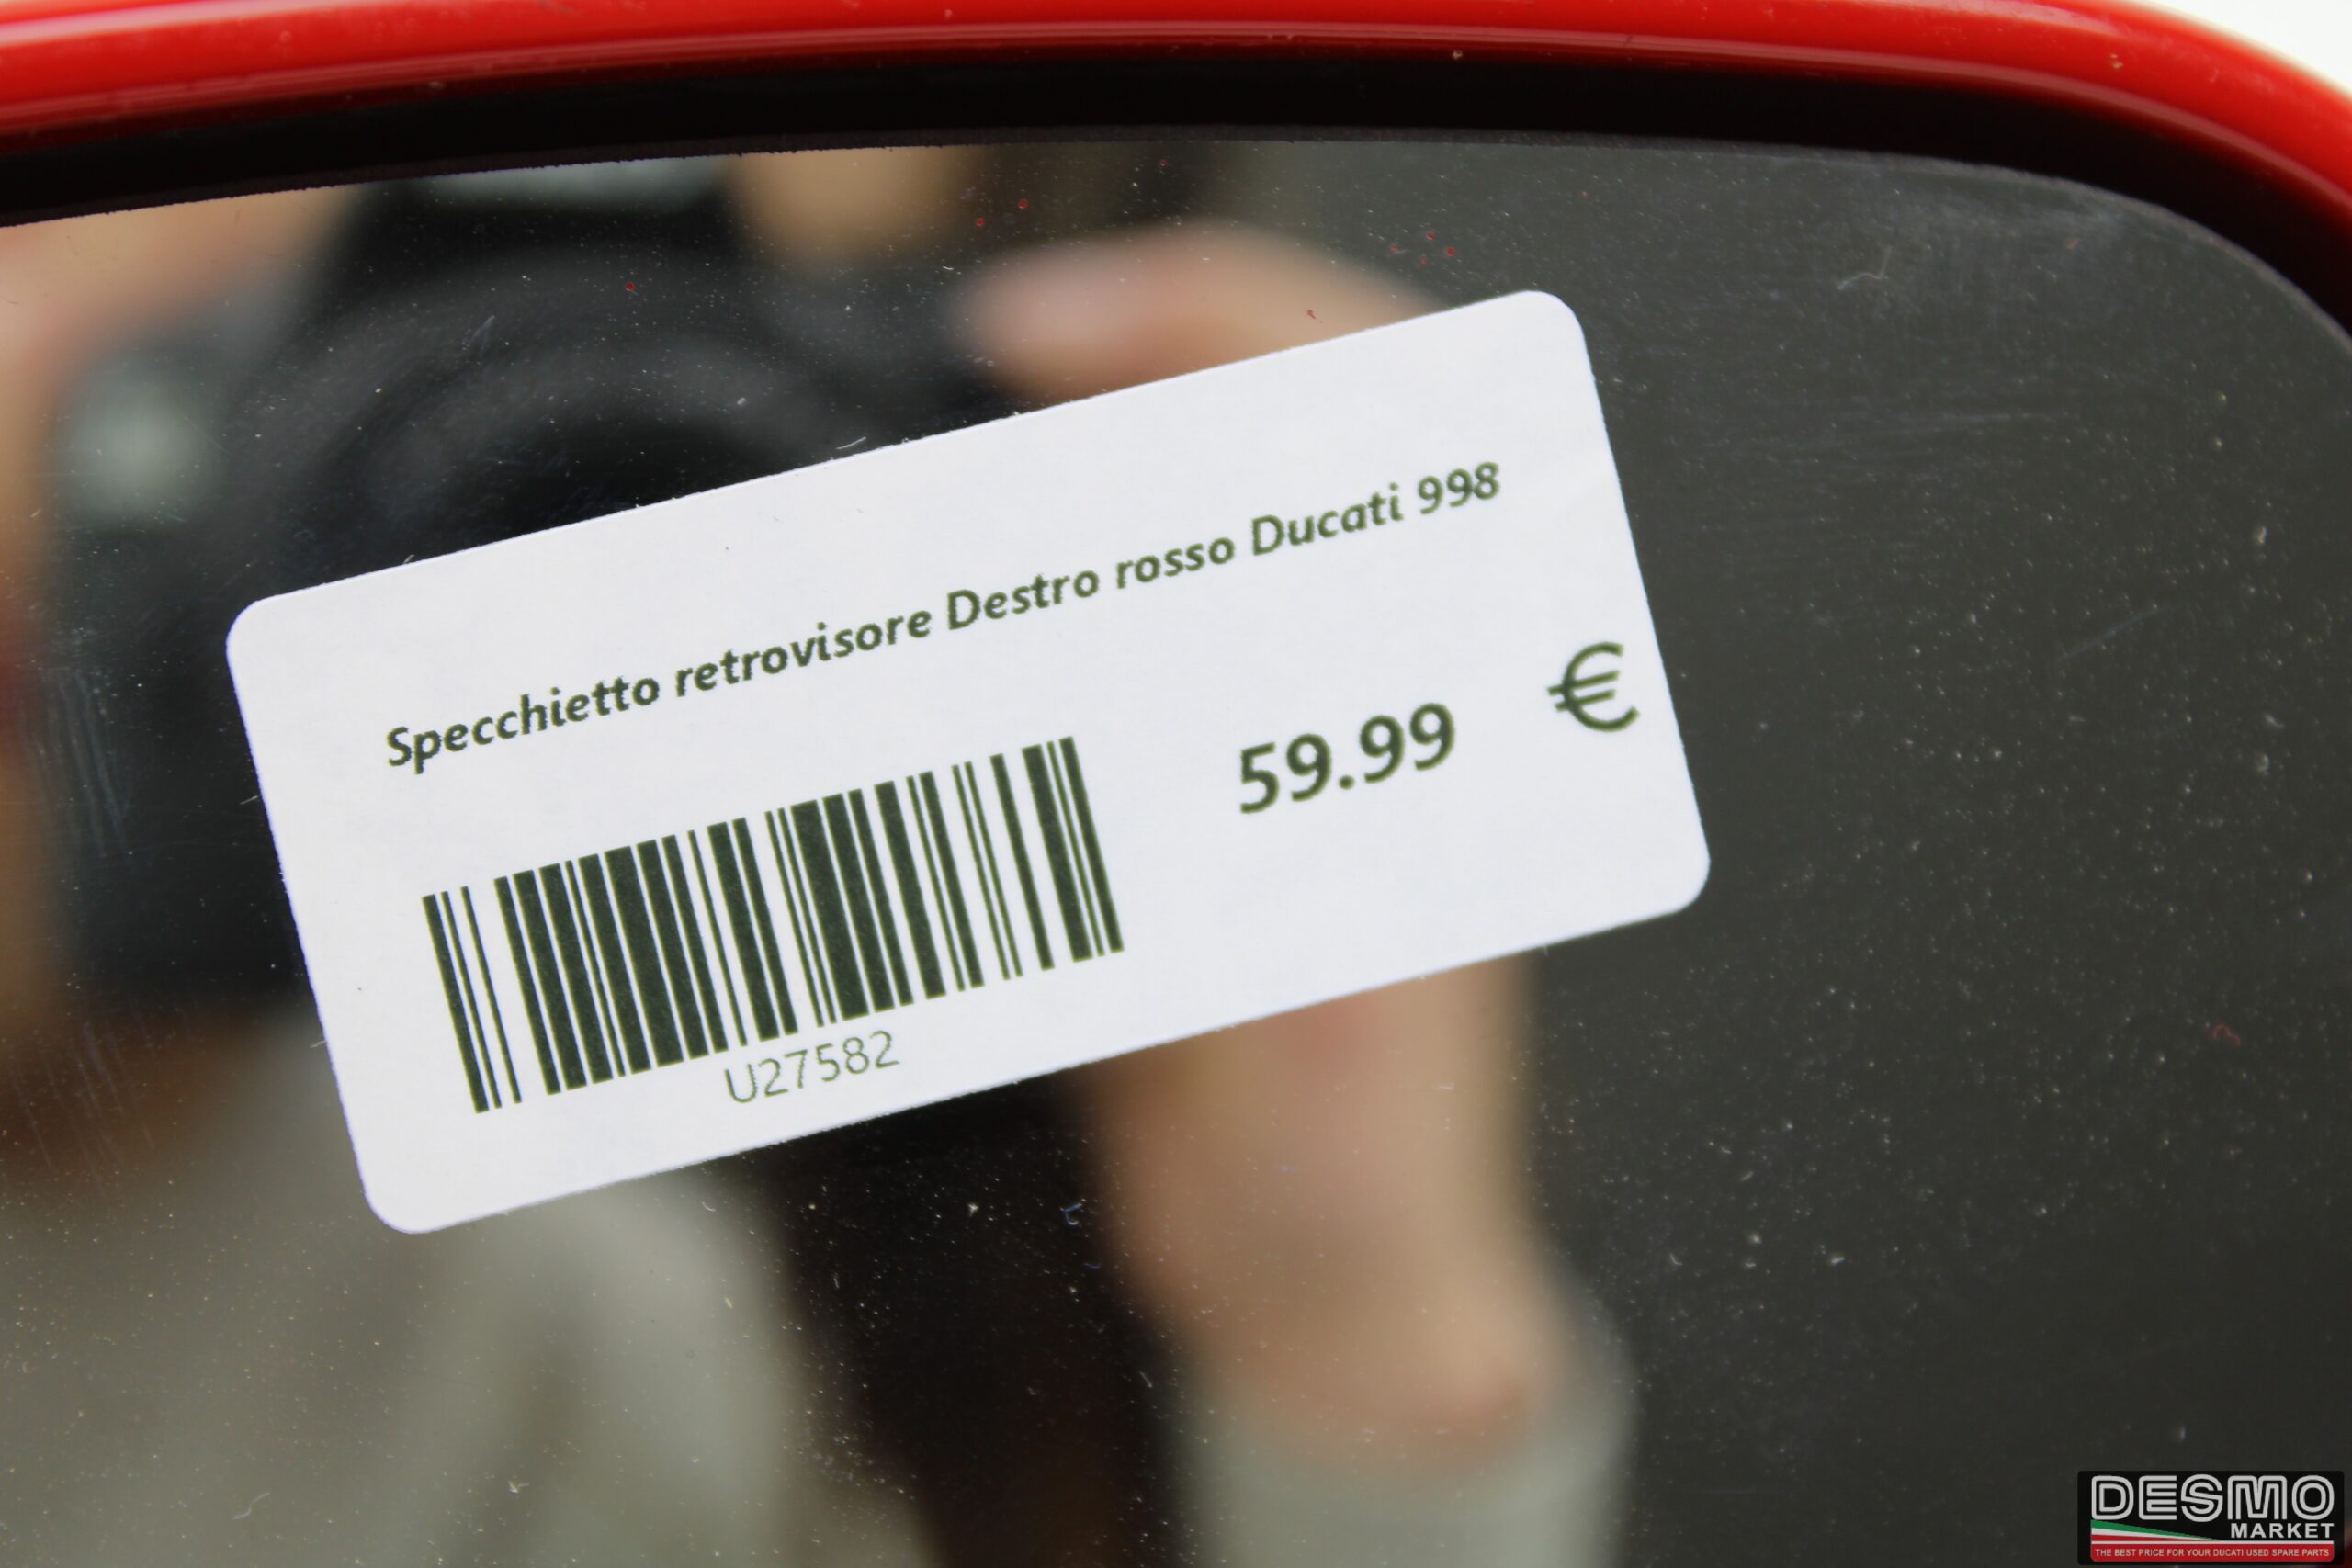 Specchietto retrovisore Destro rosso Ducati 998
59.99 €
U27582
DESMO
MARKET
THE BEST PRICE FOR YOUR DUCATI USED SPARE PARTS